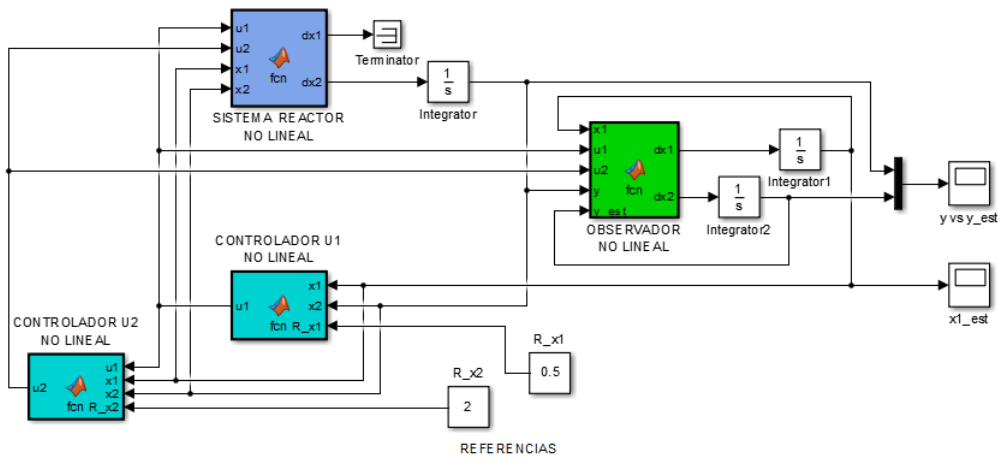 u1
u2
x1
x2
fcn
dx1
dx2
SISTEMA REACTOR
NO LINEAL
Terminator
1
s
Integrator
x1
u1
u2
y
y_est
fcn
dx1
dx2
OBSERVADOR
NO LINEAL
1
s
Integrator1
1
s
Integrator2
y vs y_est
x1_est
CONTROLADOR U1
NO LINEAL
u1
fcn
x1
x2
R_x1
CONTROLADOR U2
NO LINEAL
u2
fcn
u1
x1
x2
R_x2
R_x1
0.5
R_x2
2
REFERENCIAS